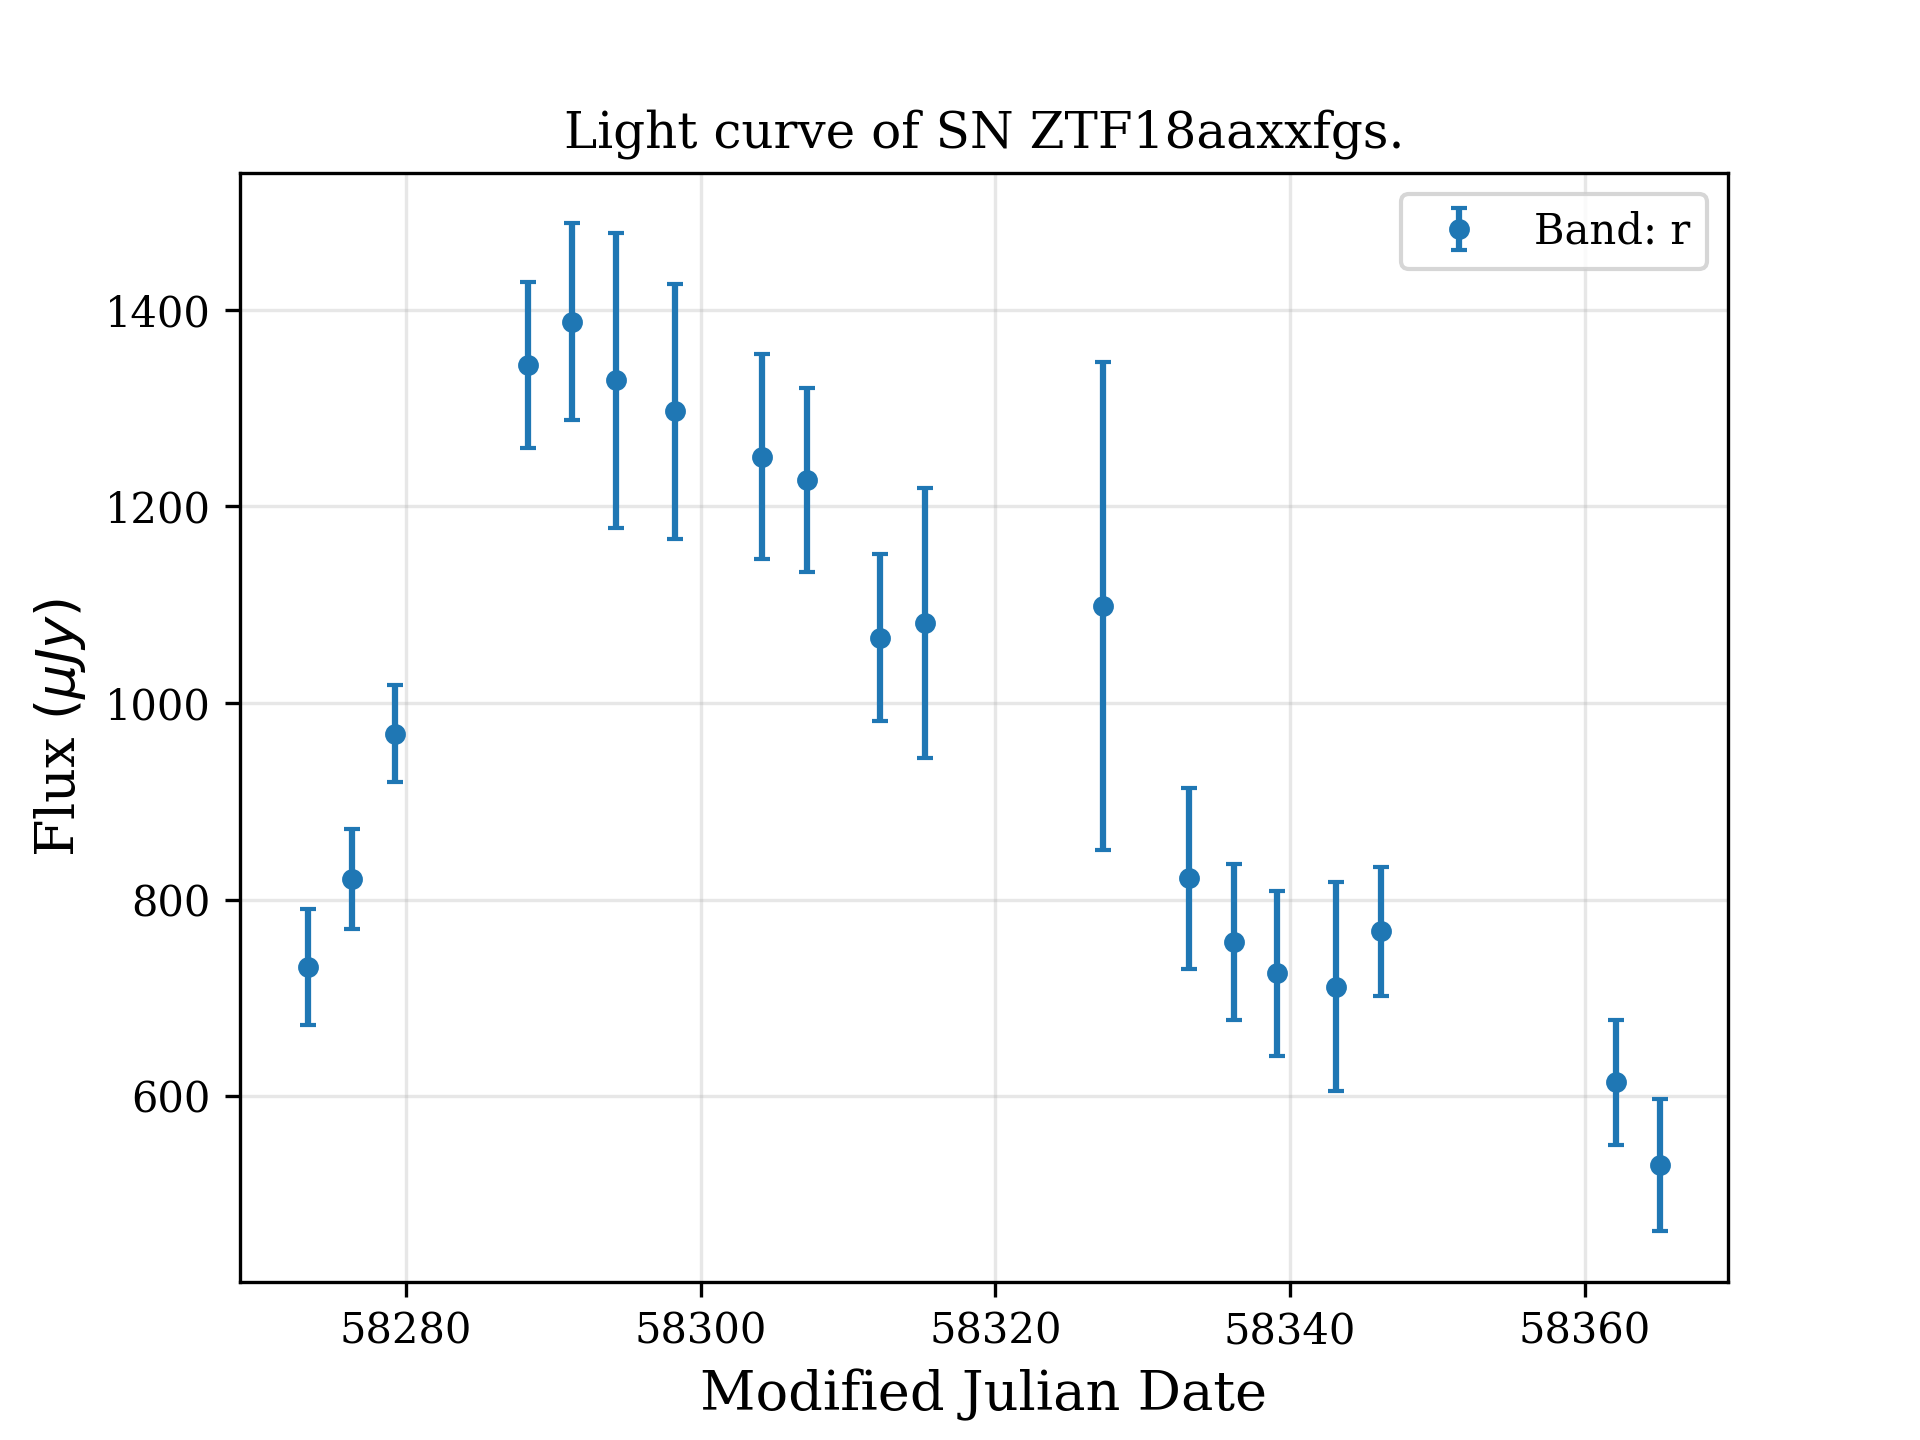 Light curve of SN ZTF18aaxxfgs.
Band: r
Flux (μJy)
1400
1200
1000
800
600
58280 58300 58320 58340 58360
Modified Julian Date